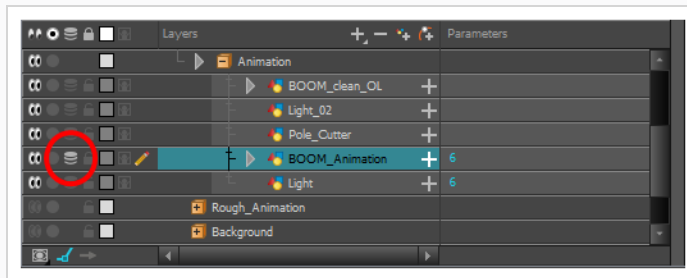 Layers Parameters
Animation
BOOM_clean_OL
Light_02
Pole_Cutter
BOOM_Animation 6
Light 6
Rough_Animation
Background